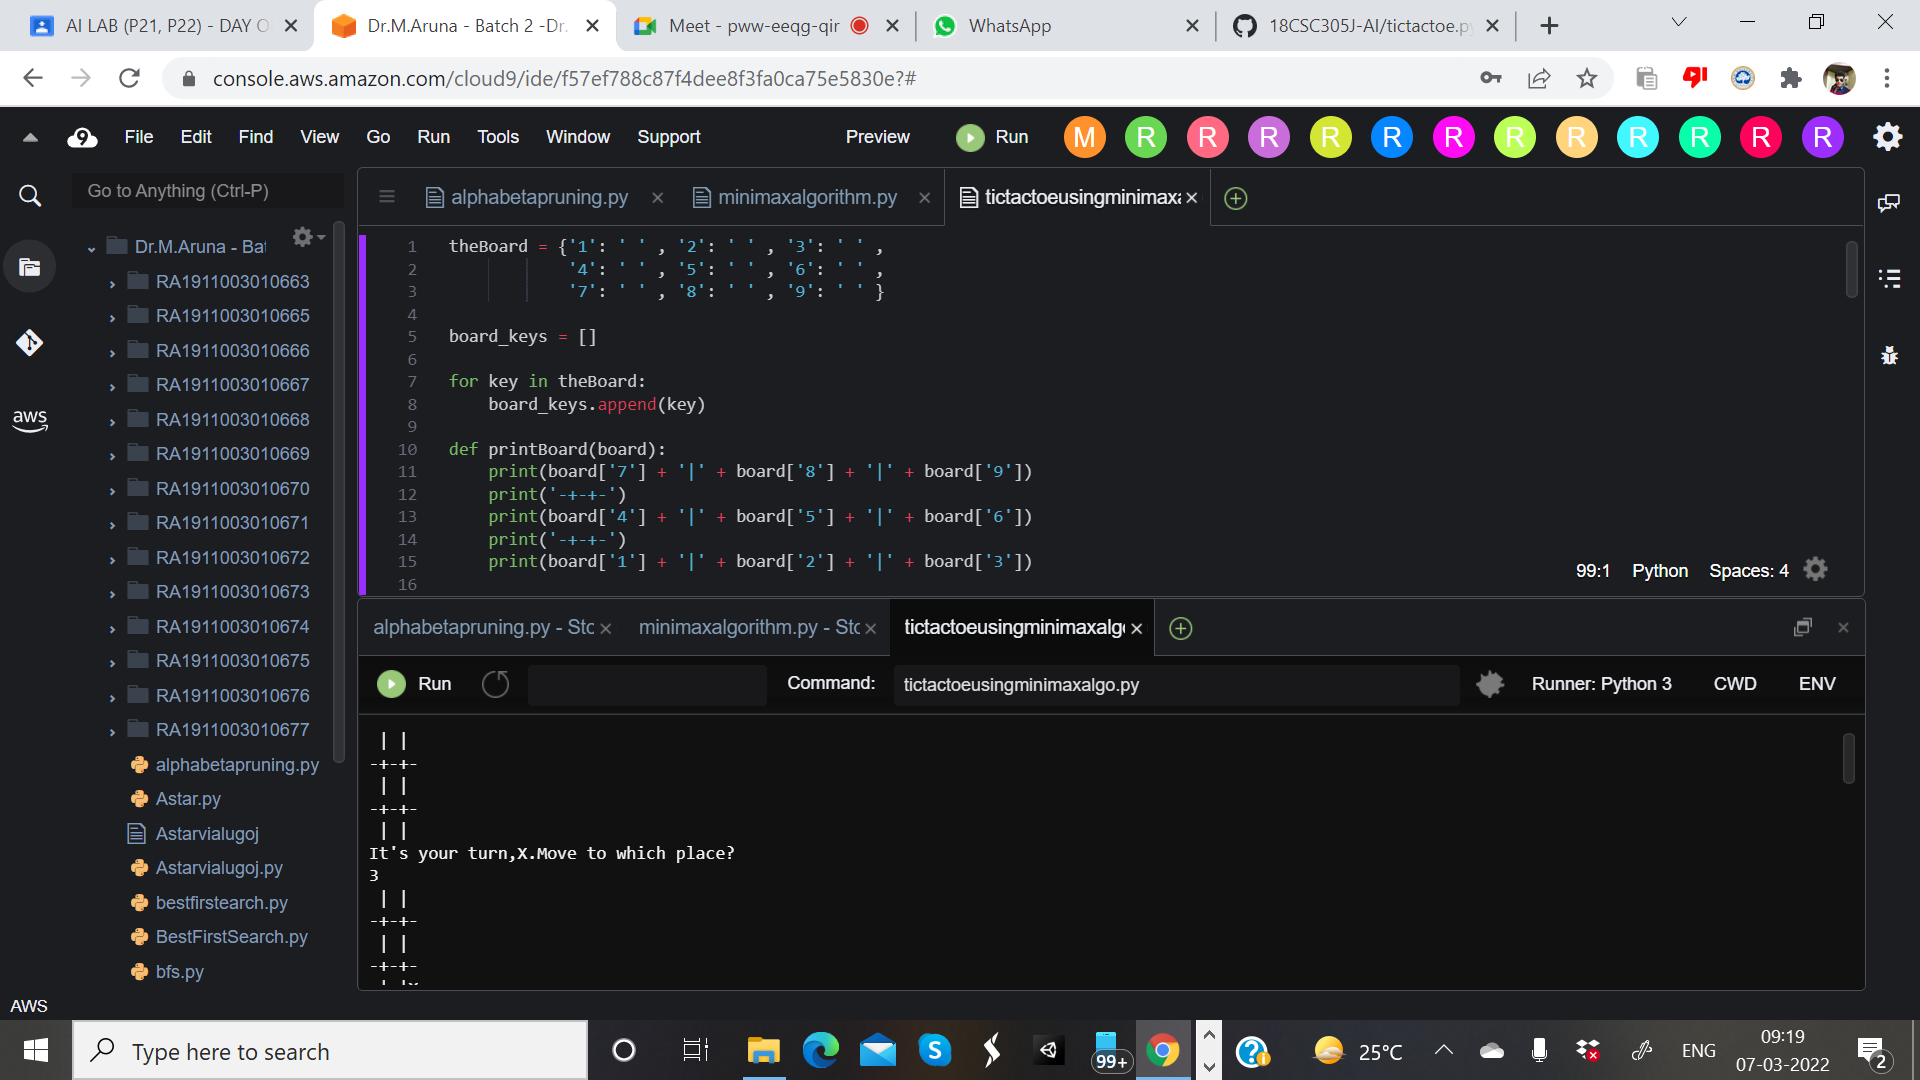 AI LAB (P21, P22) - DAY O
Dr.M.Aruna - Batch 2 -Dr.
Meet - pww-eeqg-qir
WhatsApp
18CSC305J-AI/tictactoe.py
console.aws.amazon.com/cloud9/ide/f57ef788c87f4dee8f3fa0ca75e5830e?#
9 File Edit Find View Go Run Tools Window Support Preview Run M R R R R R R R R R R R R
Go to Anything (Ctrl-P)
alphabetapruning.py
minimaxalgorithm.py
tictactoeusingminimaxa
Dr.M.Aruna - Bat
RA1911003010663
RA1911003010665
RA1911003010666
RA1911003010667
RA1911003010668
RA1911003010669
RA1911003010670
RA1911003010671
RA1911003010672
RA1911003010673
RA1911003010674
RA1911003010675
RA1911003010676
RA1911003010677
alphabetapruning.py
Astar.py
Astarvialugoj
Astarvialugoj.py
bestfirstearch.py
BestFirstSearch.py
bfs.py
aws
AWS
1 theBoard = {'1': ' ' , '2': ' ' , '3': ' ' ,
2 '4': ' ' , '5': ' ' , '6': ' ' ,
3 '7': ' ' , '8': ' ' , '9': ' ' }
4
5 board_keys = []
6
7 for key in theBoard:
8 board_keys.append(key)
9
10 def printBoard(board):
11 print(board['7'] + '|' + board['8'] + '|' + board['9'])
12 print('-+-+-')
13 print(board['4'] + '|' + board['5'] + '|' + board['6'])
14 print('-+-+-')
15 print(board['1'] + '|' + board['2'] + '|' + board['3'])
16
99:1 Python Spaces: 4
alphabetapruning.py - Sto
minimaxalgorithm.py - Sto
tictactoeusingminimaxalgo
Run Command: tictactoeusingminimaxalgo.py Runner: Python 3 CWD ENV
| |
-+-+-
| |
-+-+-
| |
It's your turn,X.Move to which place?
3
| |
-+-+-
| |
-+-+-
Type here to search
99+
25°C
ENG
09:19
07-03-2022
2